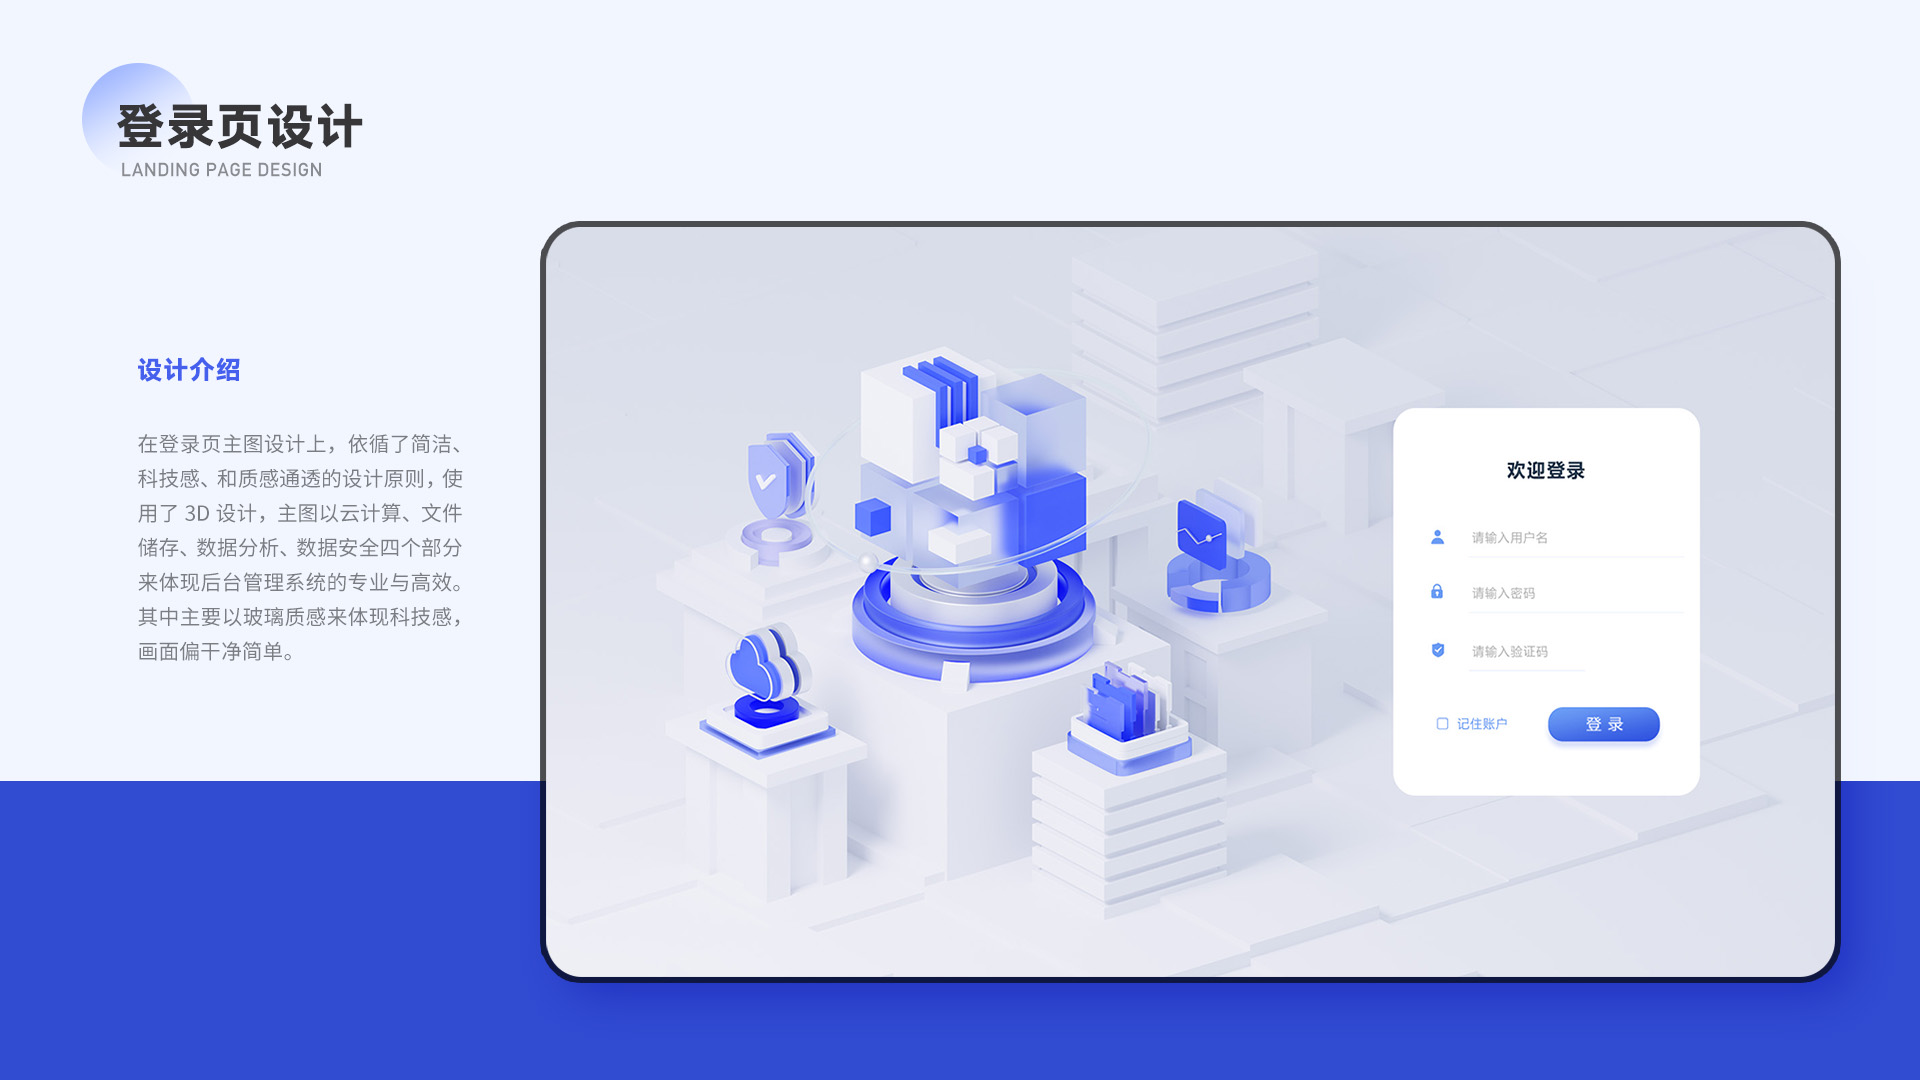 登录页设计
LANDING PAGE DESIGN
设计介绍
在登录页主图设计上，依循了简洁、
科技感、和质感通透的设计原则，使
用了 3D 设计，主图以云计算、文件
储存、数据分析、数据安全四个部分
来体现后台管理系统的专业与高效。
其中主要以玻璃质感来体现科技感，
画面偏干净简单。
欢迎登录
请输入用户名
请输入密码
请输入验证码
记住账户
登 录